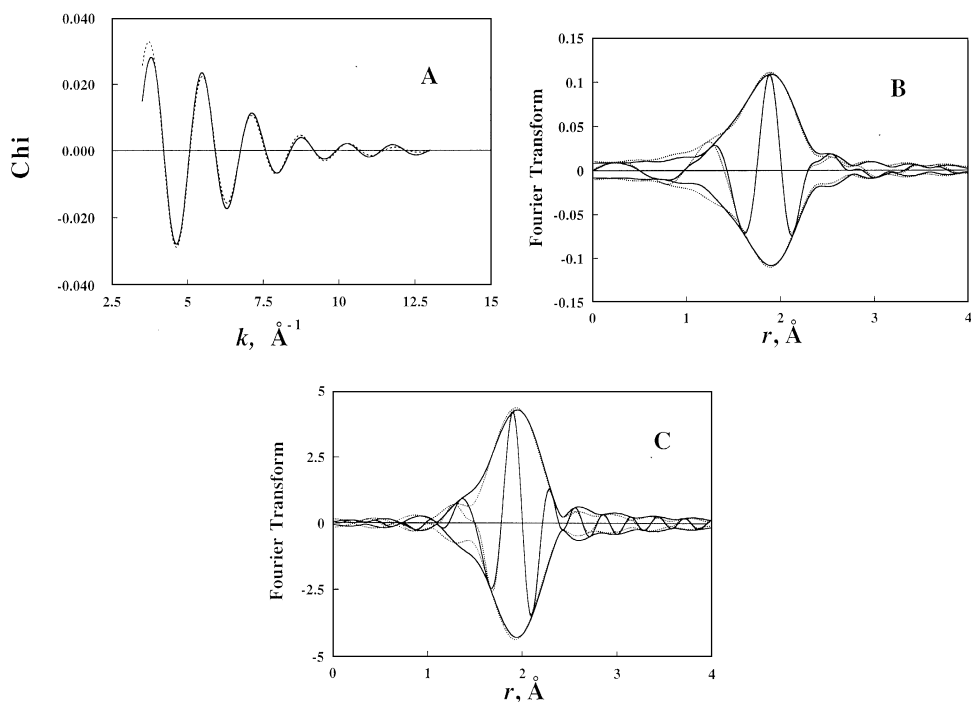 0.040
0.020
0.000
-0.020
-0.040
Chi
A
2.5 5 7.5 10 12.5 15
k, Å-1
0.15
0.1
0.05
0
-0.05
-0.1
-0.15
Fourier Transform
B
0 1 2 3 4
r, Å
5
2.5
0
-2.5
-5
Fourier Transform
C
0 1 2 3 4
r, Å